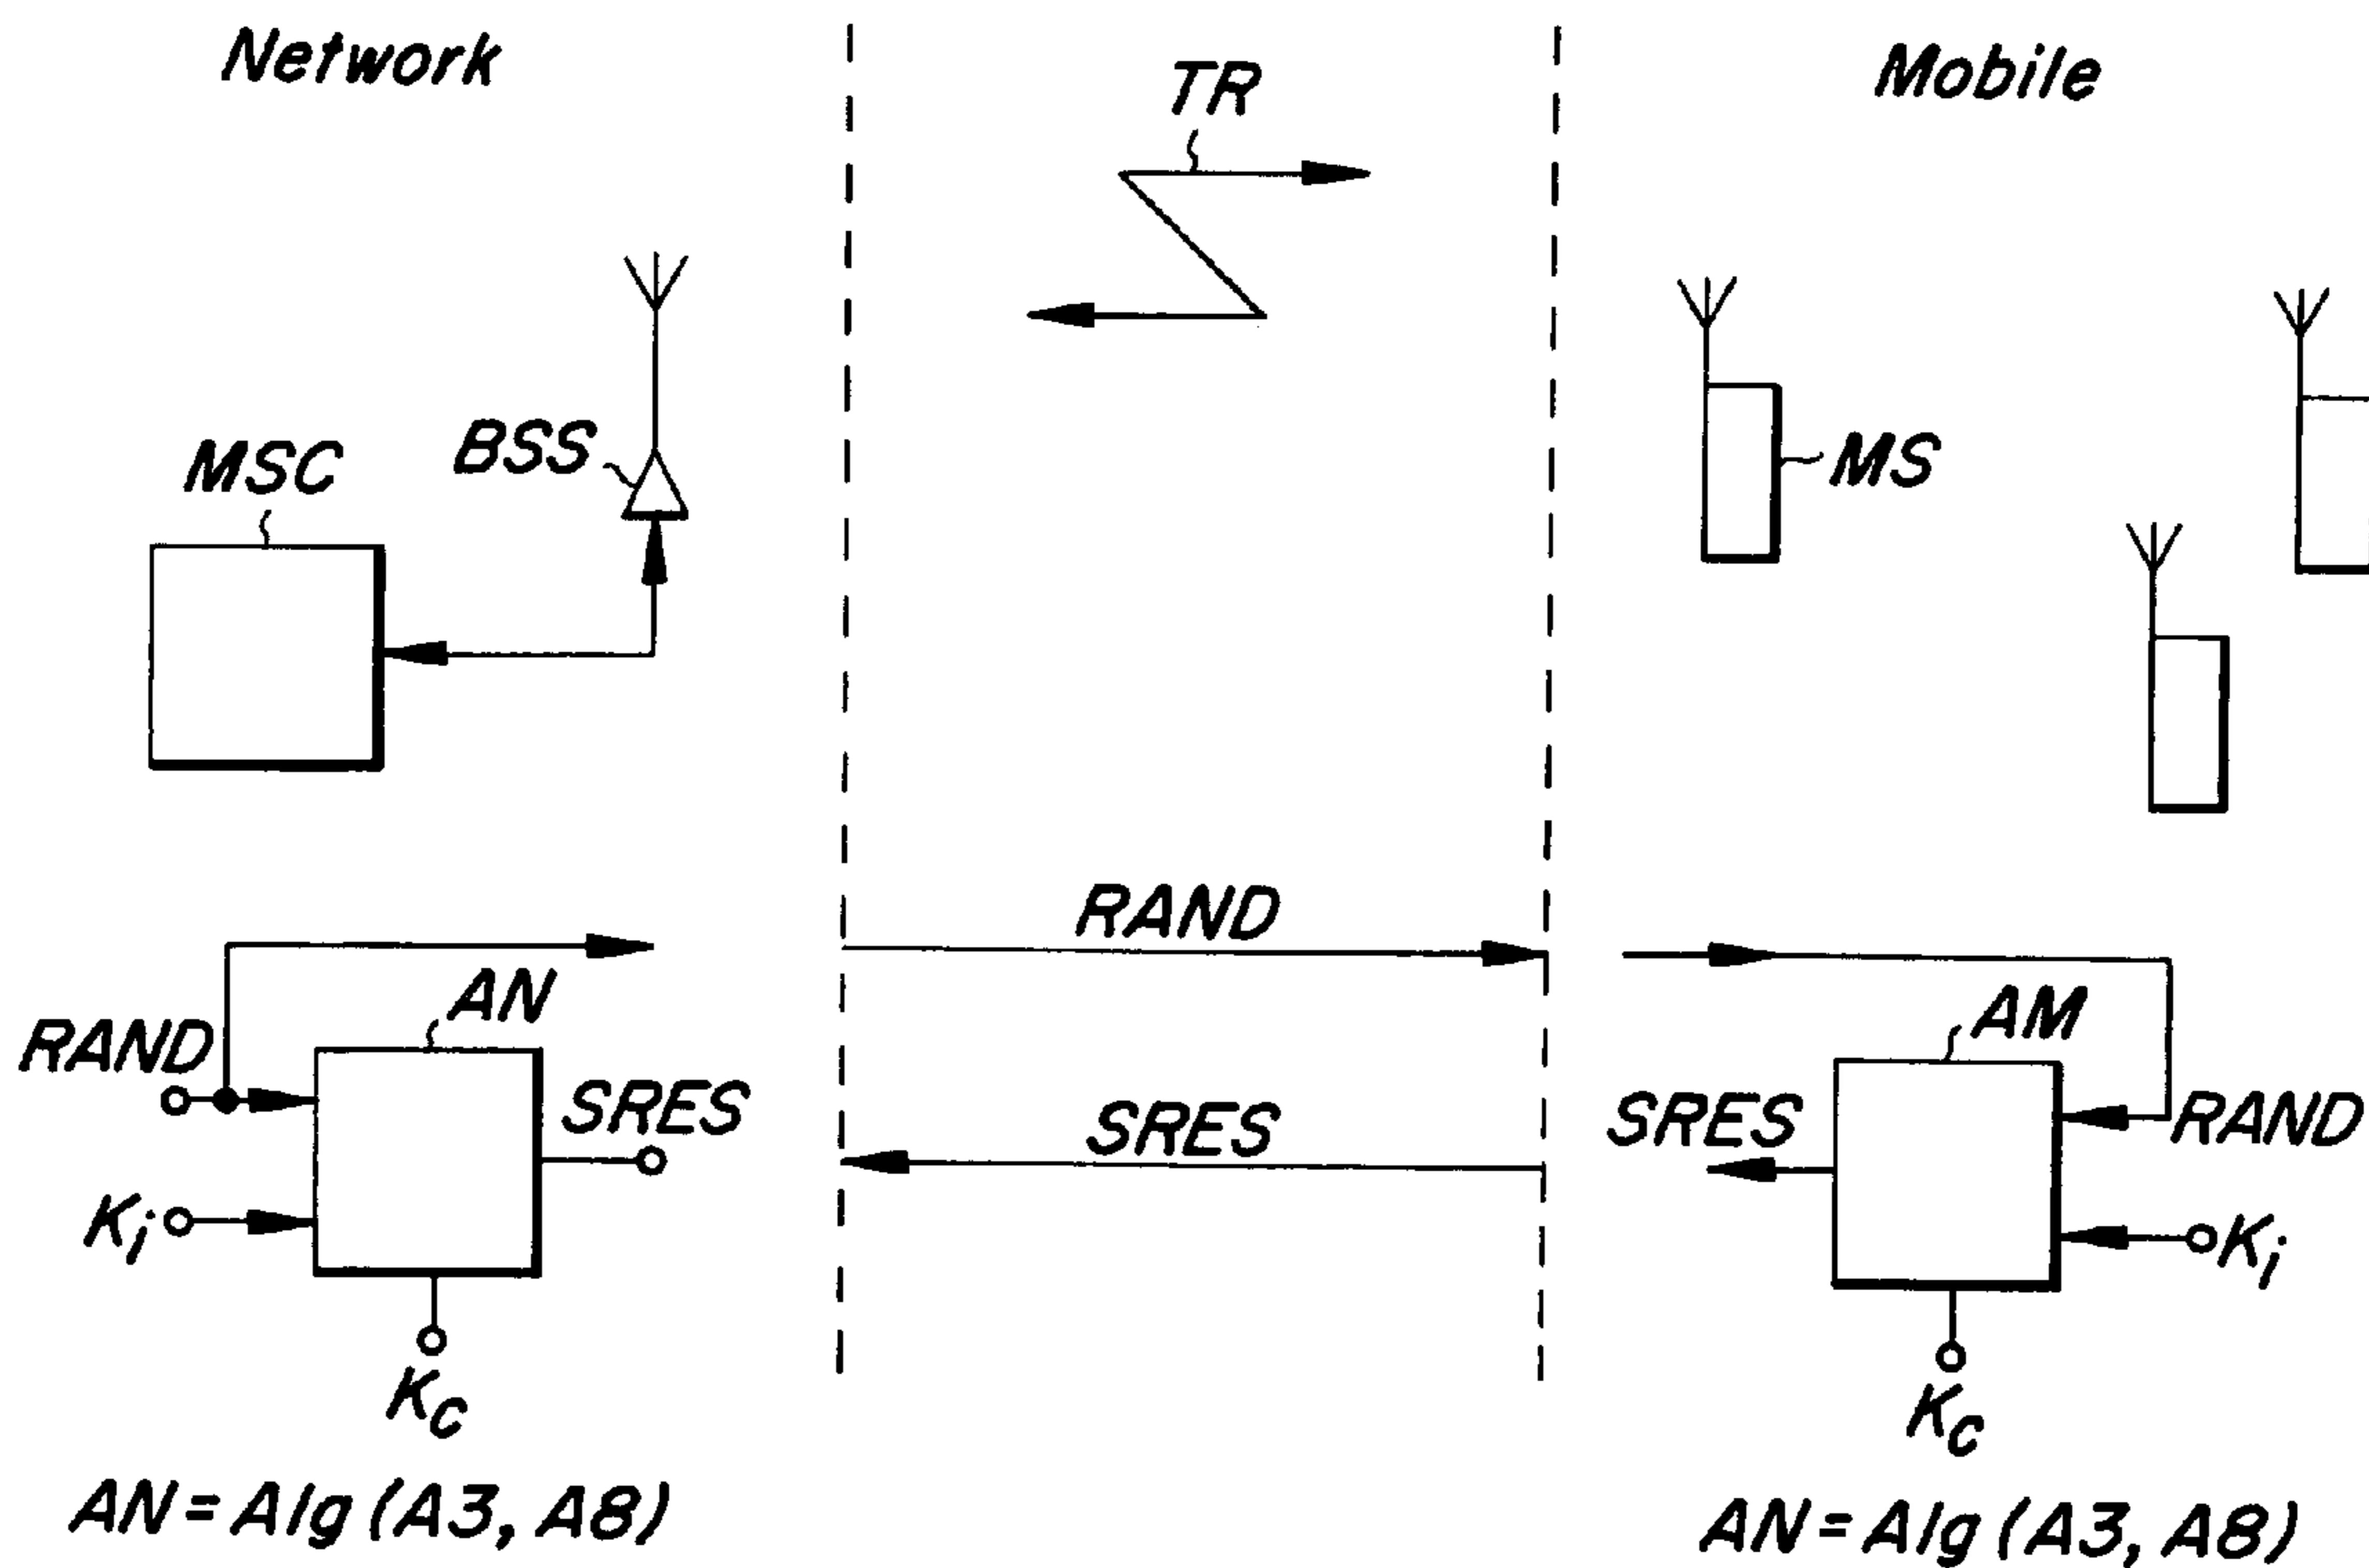 Network
TR
Mobile
MSC
BSS
MS
RAND
AN
RAND
SRES
Ki
KC
SRES
AM
SRES
RAND
Ki
KC
AN=Alg(A3, A8)
AN=Alg(A3, A8)